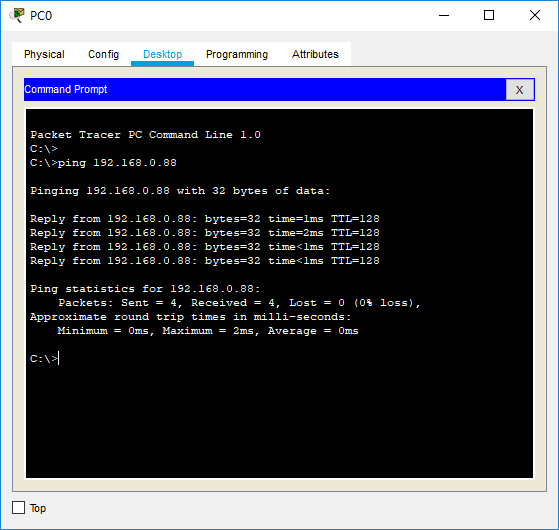 PC0
Physical Config Desktop Programming Attributes
Command Prompt X
Packet Tracer PC Command Line 1.0
C:\>
C:\>ping 192.168.0.88
Pinging 192.168.0.88 with 32 bytes of data:
Reply from 192.168.0.88: bytes=32 time=1ms TTL=128
Reply from 192.168.0.88: bytes=32 time=2ms TTL=128
Reply from 192.168.0.88: bytes=32 time<1ms TTL=128
Reply from 192.168.0.88: bytes=32 time<1ms TTL=128
Ping statistics for 192.168.0.88:
    Packets: Sent = 4, Received = 4, Lost = 0 (0% loss),
Approximate round trip times in milli-seconds:
    Minimum = 0ms, Maximum = 2ms, Average = 0ms
C:\>
Top